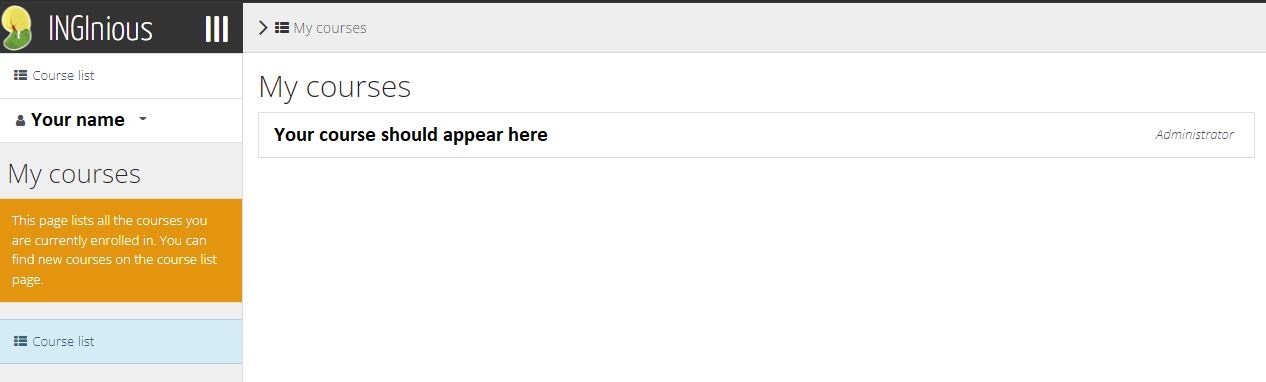 INGInious
My courses
Course list
Your name
My courses
This page lists all the courses you
are currently enrolled in. You can
find new courses on the course list
page.
Course list
My courses
Your course should appear here
Administrator